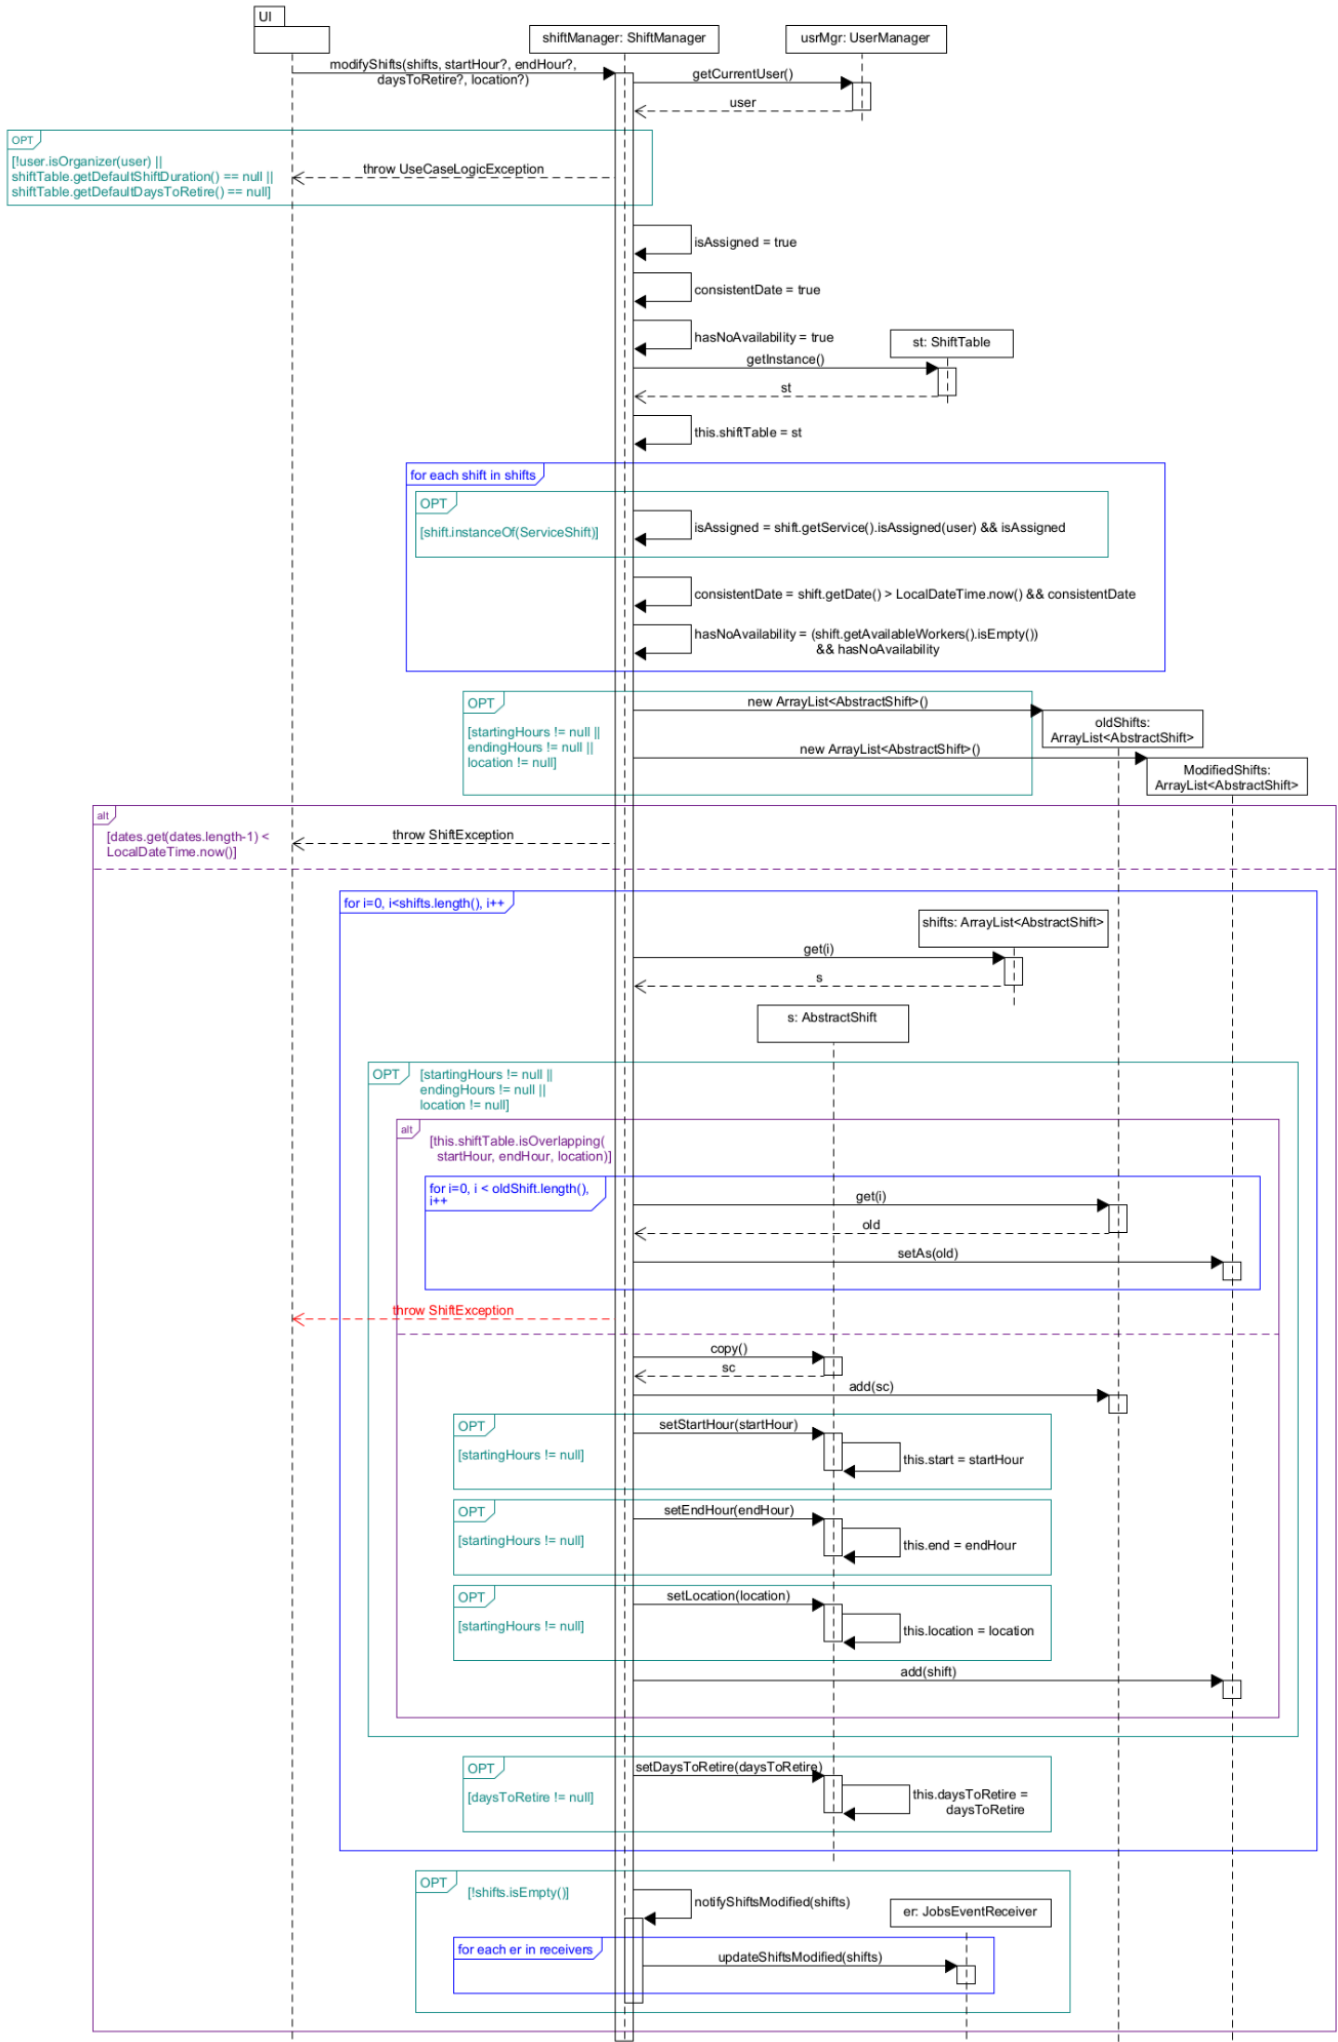 UI
shiftManager: ShiftManager
usrMgr: UserManager
modifyShifts(shifts, startHour?, endHour?,
daysToRetire?, location?)
getCurrentUser()
user
OPT
[!user.isOrganizer(user) ||
shiftTable.getDefaultShiftDuration() == null ||
shiftTable.getDefaultDaysToRetire() == null]
throw UseCaseLogicException
isAssigned = true
consistentDate = true
hasNoAvailability = true
st: ShiftTable
getInstance()
st
this.shiftTable = st
for each shift in shifts
OPT
[shift.instanceOf(ServiceShift)]
isAssigned = shift.getService().isAssigned(user) && isAssigned
consistentDate = shift.getDate() > LocalDateTime.now() && consistentDate
hasNoAvailability = (shift.getAvailableWorkers().isEmpty())
&& hasNoAvailability
OPT
[startingHours != null ||
endingHours != null ||
location != null]
new ArrayList<AbstractShift>()
oldShifts:
ArrayList<AbstractShift>
new ArrayList<AbstractShift>()
ModifiedShifts:
ArrayList<AbstractShift>
alt
[dates.get(dates.length-1) <
LocalDateTime.now()]
throw ShiftException
for i=0, i<shifts.length(), i++
shifts: ArrayList<AbstractShift>
get(i)
s
s: AbstractShift
OPT
[startingHours != null ||
endingHours != null ||
location != null]
alt
[this.shiftTable.isOverlapping(
startHour, endHour, location)]
for i=0, i < oldShift.length(),
i++
get(i)
old
setAs(old)
throw ShiftException
copy()
sc
add(sc)
OPT
[startingHours != null]
setStartHour(startHour)
this.start = startHour
OPT
[startingHours != null]
setEndHour(endHour)
this.end = endHour
OPT
[startingHours != null]
setLocation(location)
this.location = location
add(shift)
OPT
[daysToRetire != null]
setDaysToRetire(daysToRetire)
this.daysToRetire =
daysToRetire
OPT
[!shifts.isEmpty()]
notifyShiftsModified(shifts)
er: JobsEventReceiver
for each er in receivers
updateShiftsModified(shifts)